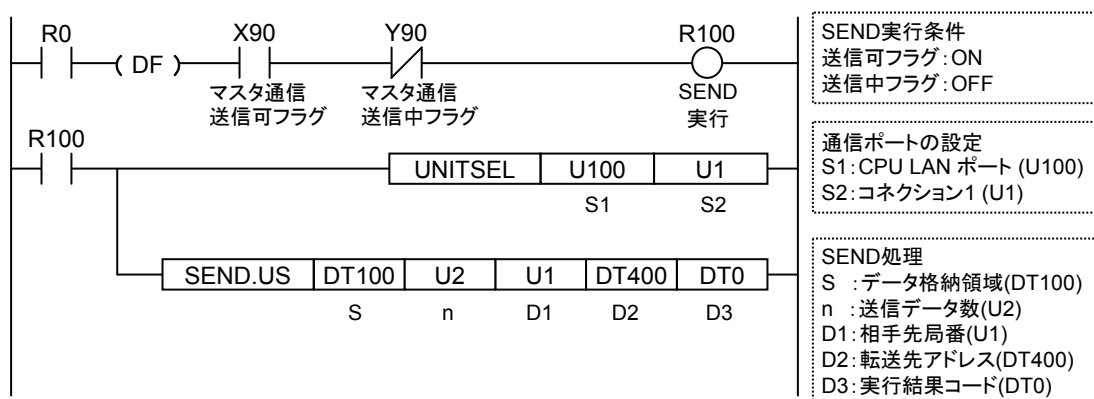 R0 X90 Y90 R100
( DF )
マスタ通信 マスタ通信 SEND
送信可フラグ 送信中フラグ 実行
SEND実行条件
送信可フラグ:ON
送信中フラグ:OFF
R100
UNITSEL U100 U1
S1 S2
通信ポートの設定
S1:CPU LAN ポート (U100)
S2:コネクション1 (U1)
SEND.US DT100 U2 U1 DT400 DT0
S n D1 D2 D3
SEND処理
S :データ格納領域(DT100)
n :送信データ数(U2)
D1:相手先局番(U1)
D2:転送先アドレス(DT400)
D3:実行結果コード(DT0)